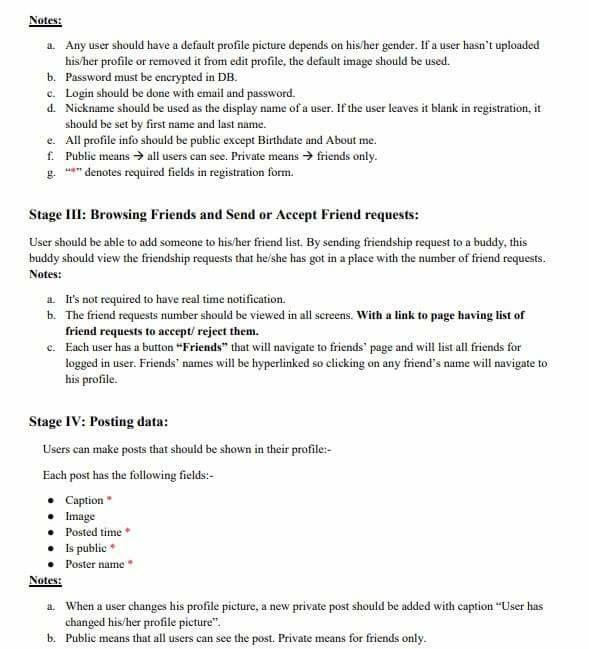 Notes:
a. Any user should have a default profile picture depends on his/her gender. If a user hasn't uploaded
his/her profile or removed it from edit profile, the default image should be used.
b. Password must be encrypted in DB.
c. Login should be done with email and password.
d. Nickname should be used as the display name of a user. If the user leaves it blank in registration, it
should be set by first name and last name.
e. All profile info should be public except Birthdate and About me.
f. Public means → all users can see. Private means → friends only.
g. "*" denotes required fields in registration form.
Stage III: Browsing Friends and Send or Accept Friend requests:
User should be able to add someone to his/her friend list. By sending friendship request to a buddy, this
buddy should view the friendship requests that he/she has got in a place with the number of friend requests.
Notes:
a. It's not required to have real time notification.
b. The friend requests number should be viewed in all screens. With a link to page having list of
friend requests to accept/ reject them.
c. Each user has a button "Friends" that will navigate to friends' page and will list all friends for
logged in user. Friends' names will be hyperlinked so clicking on any friend's name will navigate to
his profile.
Stage IV: Posting data:
Users can make posts that should be shown in their profile:-
Each post has the following fields:-
• Caption *
• Image
• Posted time *
• Is public *
• Poster name *
Notes:
a. When a user changes his profile picture, a new private post should be added with caption "User has
changed his/her profile picture".
b. Public means that all users can see the post. Private means for friends only.